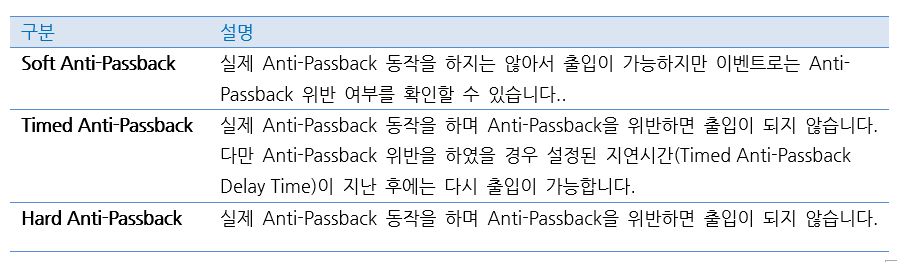 구분 설명
Soft Anti-Passback 실제 Anti-Passback 동작을 하지는 않아서 출입이 가능하지만 이벤트로는 Anti-
Passback 위반 여부를 확인할 수 있습니다..
Timed Anti-Passback 실제 Anti-Passback 동작을 하며 Anti-Passback을 위반하면 출입이 되지 않습니다.
다만 Anti-Passback 위반을 하였을 경우 설정된 지연시간(Timed Anti-Passback
Delay Time)이 지난 후에는 다시 출입이 가능합니다.
Hard Anti-Passback 실제 Anti-Passback 동작을 하며 Anti-Passback을 위반하면 출입이 되지 않습니다.